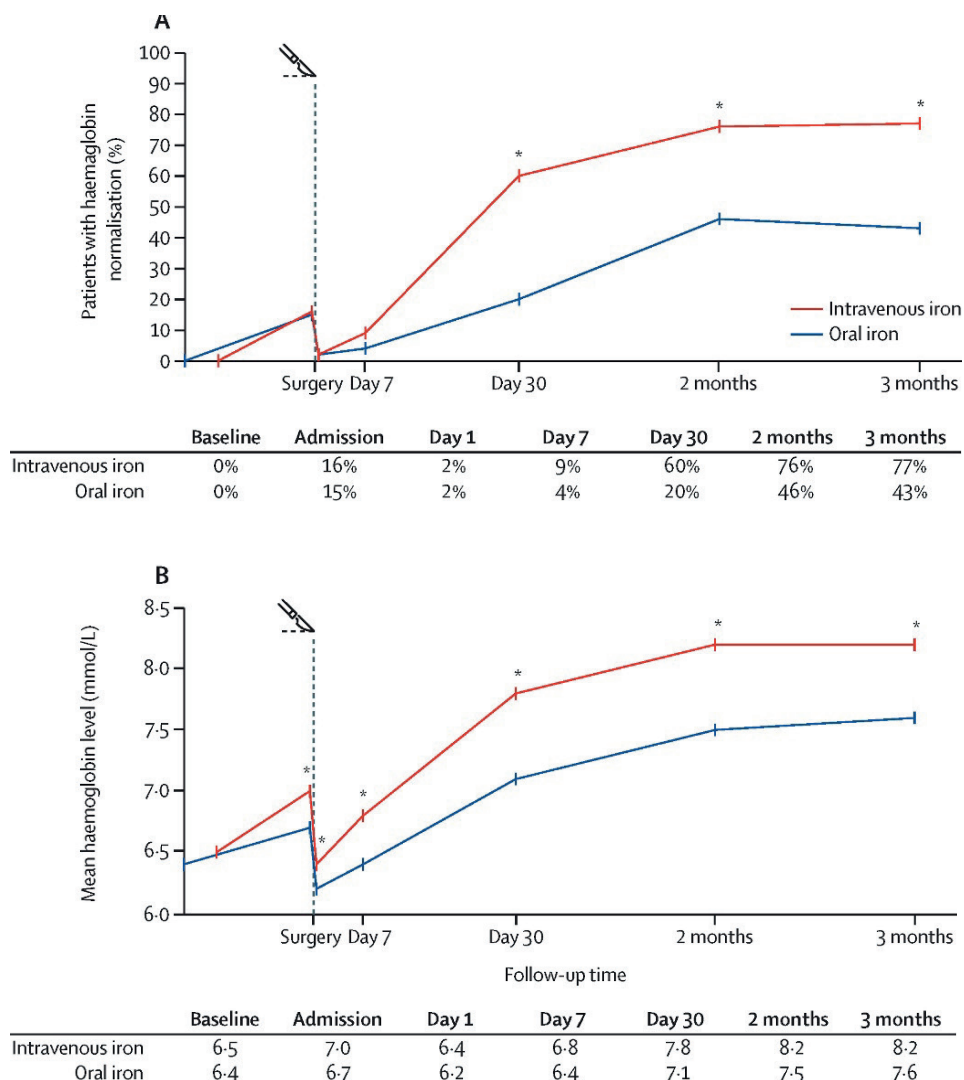 A
100
90
80
70
60
50
40
30
20
10
0
Patients with haemaglobin
normalisation (%)
*
*
*
Intravenous iron
Oral iron
Surgery Day 7 Day 30 2 months 3 months
Baseline Admission Day 1 Day 7 Day 30 2 months 3 months
Intravenous iron 0% 16% 2% 9% 60% 76% 77%
Oral iron 0% 15% 2% 4% 20% 46% 43%
B
8·5
8·0
7·5
7·0
6·5
6·0
Mean haemoglobin level (mmol/L)
*
*
*
*
*
*
Surgery Day 7 Day 30 2 months 3 months
Follow-up time
Baseline Admission Day 1 Day 7 Day 30 2 months 3 months
Intravenous iron 6·5 7·0 6·4 6·8 7·8 8·2 8·2
Oral iron 6·4 6·7 6·2 6·4 7·1 7·5 7·6